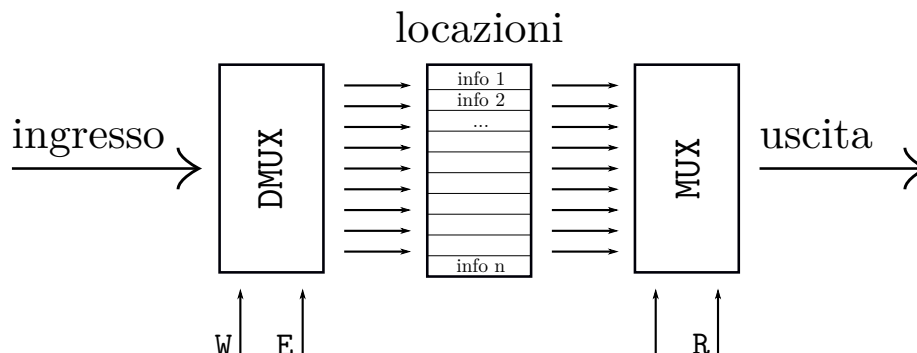 locazioni
ingresso
DMUX
info 1
info 2
...
info n
MUX
uscita
W E
R